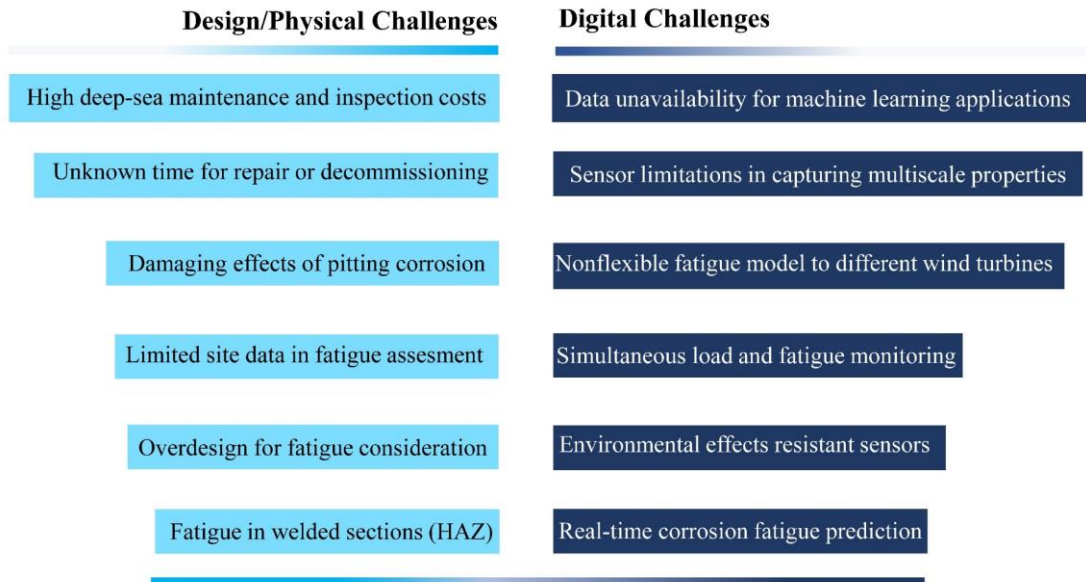 Design/Physical Challenges
High deep-sea maintenance and inspection costs
Unknown time for repair or decommissioning
Damaging effects of pitting corrosion
Limited site data in fatigue assesment
Overdesign for fatigue consideration
Fatigue in welded sections (HAZ)
Digital Challenges
Data unavailability for machine learning applications
Sensor limitations in capturing multiscale properties
Nonflexible fatigue model to different wind turbines
Simultaneous load and fatigue monitoring
Environmental effects resistant sensors
Real-time corrosion fatigue prediction